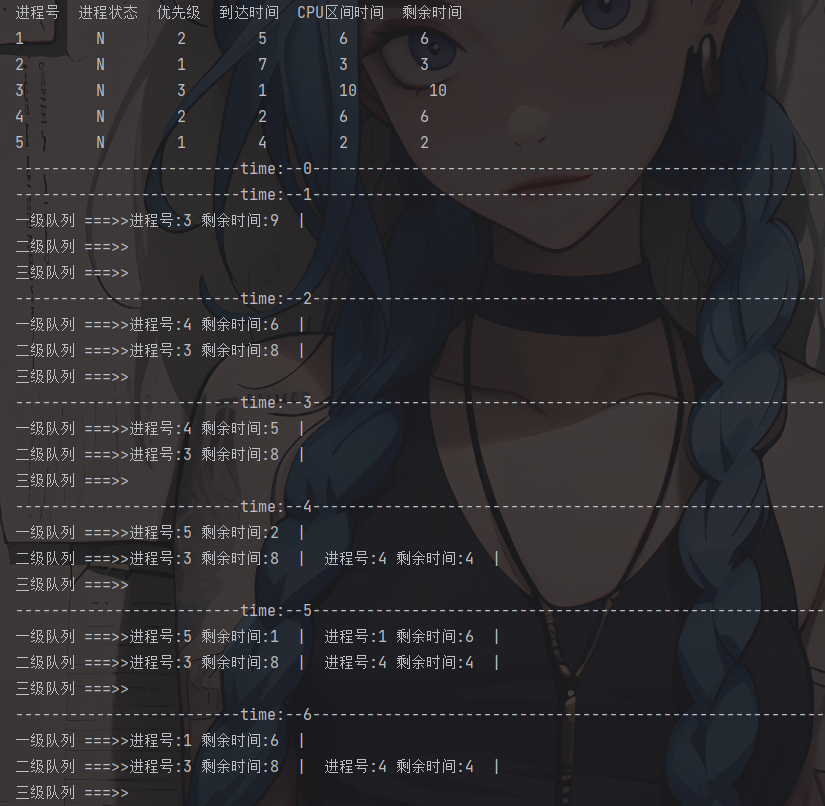 进程号 进程状态 优先级 到达时间 CPU区间时间 剩余时间
1 N 2 5 6 6
2 N 1 7 3 3
3 N 3 1 10 10
4 N 2 2 6 6
5 N 1 4 2 2
-------------------------time:--0---------------------------------------------------------
-------------------------time:--1---------------------------------------------------------
一级队列 ===>>进程号:3 剩余时间:9 |
二级队列 ===>>
三级队列 ===>>
-------------------------time:--2---------------------------------------------------------
一级队列 ===>>进程号:4 剩余时间:6 |
二级队列 ===>>进程号:3 剩余时间:8 |
三级队列 ===>>
-------------------------time:--3---------------------------------------------------------
一级队列 ===>>进程号:4 剩余时间:5 |
二级队列 ===>>进程号:3 剩余时间:8 |
三级队列 ===>>
-------------------------time:--4---------------------------------------------------------
一级队列 ===>>进程号:5 剩余时间:2 |
二级队列 ===>>进程号:3 剩余时间:8 | 进程号:4 剩余时间:4 |
三级队列 ===>>
-------------------------time:--5---------------------------------------------------------
一级队列 ===>>进程号:5 剩余时间:1 | 进程号:1 剩余时间:6 |
二级队列 ===>>进程号:3 剩余时间:8 | 进程号:4 剩余时间:4 |
三级队列 ===>>
-------------------------time:--6---------------------------------------------------------
一级队列 ===>>进程号:1 剩余时间:6 |
二级队列 ===>>进程号:3 剩余时间:8 | 进程号:4 剩余时间:4 |
三级队列 ===>>